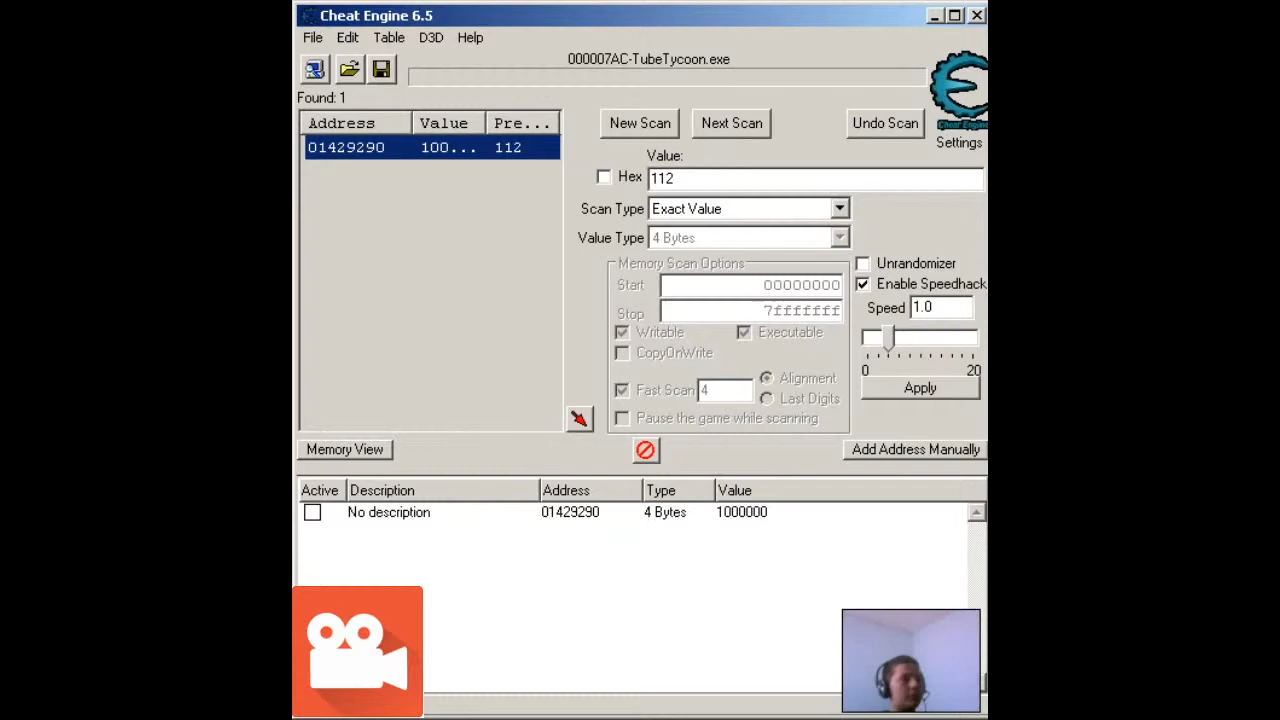 Cheat Engine 6.5
File Edit Table D3D Help
000007AC-TubeTycoon.exe
Found: 1
Address Value Pre...
01429290 100... 112
New Scan Next Scan Undo Scan
Cheat Engine
Settings
Value:
Hex 112
Scan Type Exact Value
Value Type 4 Bytes
Memory Scan Options
Start 00000000
Stop 7fffffff
Writable Executable
CopyOnWrite
Fast Scan 4 Alignment
Last Digits
Pause the game while scanning
Unrandomizer
Enable Speedhack
Speed 1.0
0 20
Apply
Memory View Add Address Manually
Active Description Address Type Value
No description 01429290 4 Bytes 1000000